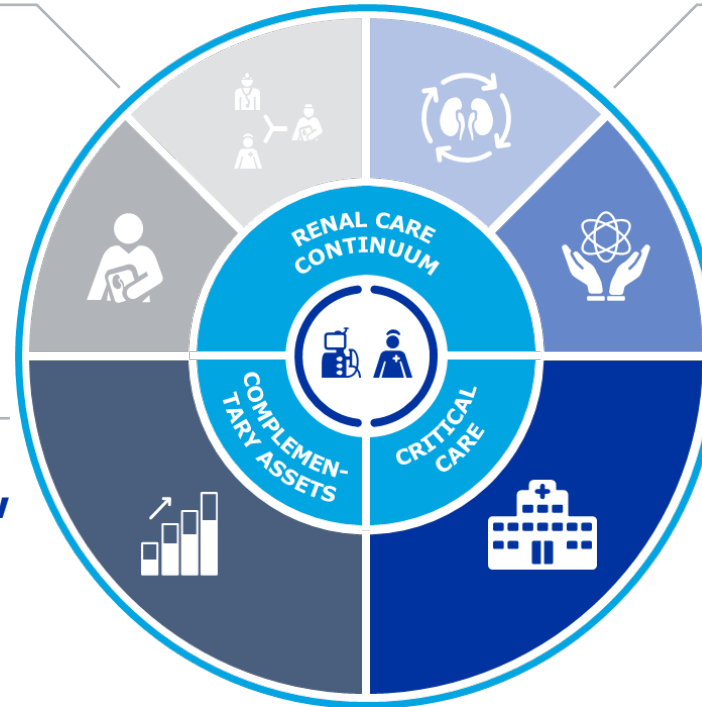 RENAL CARE
CONTINUUM
COMPLEMEN-
TARY ASSETS
CRITICAL
CARE